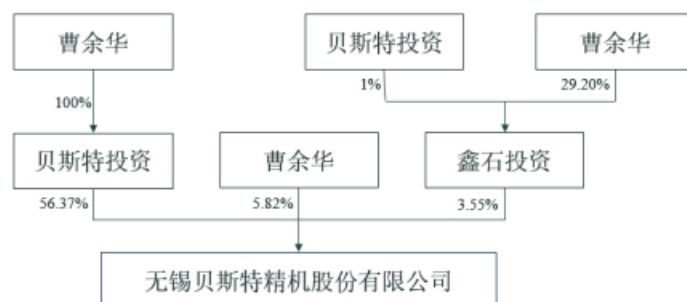 曹余华
贝斯特投资
曹余华
100%
1%
29.20%
贝斯特投资
曹余华
鑫石投资
56.37%
5.82%
3.55%
无锡贝斯特精机股份有限公司